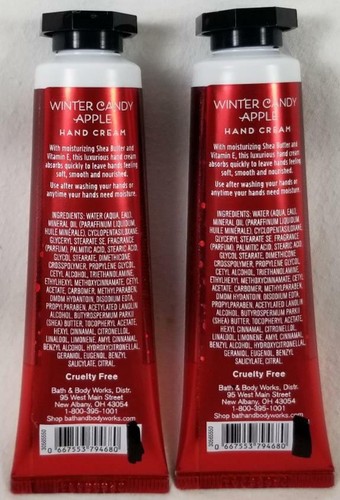 WINTER CANDY
APPLE
HAND CREAM
With moisturizing Shea Butter and
Vitamin E, this luxurious hand cream
absorbs quickly to leave hands feeling
soft, smooth and nourished.
Use after washing your hands or
anytime your hands need moisture.
INGREDIENTS: WATER (AQUA, EAU),
MINERAL OIL (PARAFFINUM LIQUIDUM,
HUILE MINÉRALE), CYCLOPENTASILOXANE,
GLYCERYL STEARATE SE, FRAGRANCE
(PARFUM), PALMITIC ACID, STEARIC ACID,
GLYCOL STEARATE, DIMETHICONE
CROSSPOLYMER, PROPYLENE GLYCOL,
CETYL ALCOHOL, TRIETHANOLAMINE,
ETHYLHEXYL METHOXYCINNAMATE, CETYL
ACETATE, CARBOMER, METHYLPARABEN,
DMDM HYDANTOIN, DISODIUM EDTA,
PROPYLPARABEN, ACETYLATED LANOLIN
ALCOHOL, BUTYROSPERMUM PARKII
(SHEA) BUTTER, TOCOPHERYL ACETATE,
HEXYL CINNAMAL, CITRONELLOL,
LINALOOL, LIMONENE, AMYL CINNAMAL,
BENZYL ALCOHOL, HYDROXYCITRONELLAL,
GERANIOL, EUGENOL, BENZYL
SALICYLATE, CITRAL.
Cruelty Free
Bath & Body Works, Distr.
95 West Main Street
New Albany, OH 43054
1-800-395-1001
Shop bathandbodyworks.com
0 667553 794680
WINTER CANDY
APPLE
HAND CREAM
With moisturizing Shea Butter and
Vitamin E, this luxurious hand cream
absorbs quickly to leave hands feeling
soft, smooth and nourished.
Use after washing your hands or
anytime your hands need moisture.
INGREDIENTS: WATER (AQUA, EAU),
MINERAL OIL (PARAFFINUM LIQUIDUM,
HUILE MINÉRALE), CYCLOPENTASILOXANE,
GLYCERYL STEARATE SE, FRAGRANCE
(PARFUM), PALMITIC ACID, STEARIC ACID,
GLYCOL STEARATE, DIMETHICONE
CROSSPOLYMER, PROPYLENE GLYCOL,
CETYL ALCOHOL, TRIETHANOLAMINE,
ETHYLHEXYL METHOXYCINNAMATE, CETYL
ACETATE, CARBOMER, METHYLPARABEN,
DMDM HYDANTOIN, DISODIUM EDTA,
PROPYLPARABEN, ACETYLATED LANOLIN
ALCOHOL, BUTYROSPERMUM PARKII
(SHEA) BUTTER, TOCOPHERYL ACETATE,
HEXYL CINNAMAL, CITRONELLOL,
LINALOOL, LIMONENE, AMYL CINNAMAL,
BENZYL ALCOHOL, HYDROXYCITRONELLAL,
GERANIOL, EUGENOL, BENZYL
SALICYLATE, CITRAL.
Cruelty Free
Bath & Body Works, Distr.
95 West Main Street
New Albany, OH 43054
1-800-395-1001
Shop bathandbodyworks.com
0 667553 794680